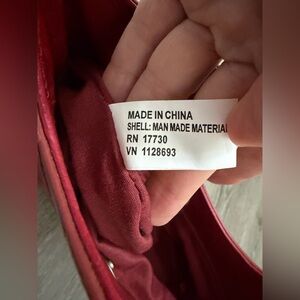 MADE IN CHINA
SHELL: MAN MADE MATERIAL
RN 17730
VN 1128693